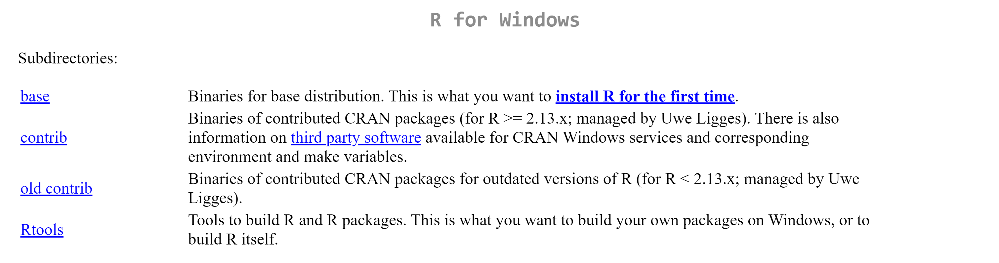 R for Windows
Subdirectories:
base
Binaries for base distribution. This is what you want to install R for the first time.
contrib
Binaries of contributed CRAN packages (for R >= 2.13.x; managed by Uwe Ligges). There is also
information on third party software available for CRAN Windows services and corresponding
environment and make variables.
old contrib
Binaries of contributed CRAN packages for outdated versions of R (for R < 2.13.x; managed by Uwe
Ligges).
Rtools
Tools to build R and R packages. This is what you want to build your own packages on Windows, or to
build R itself.